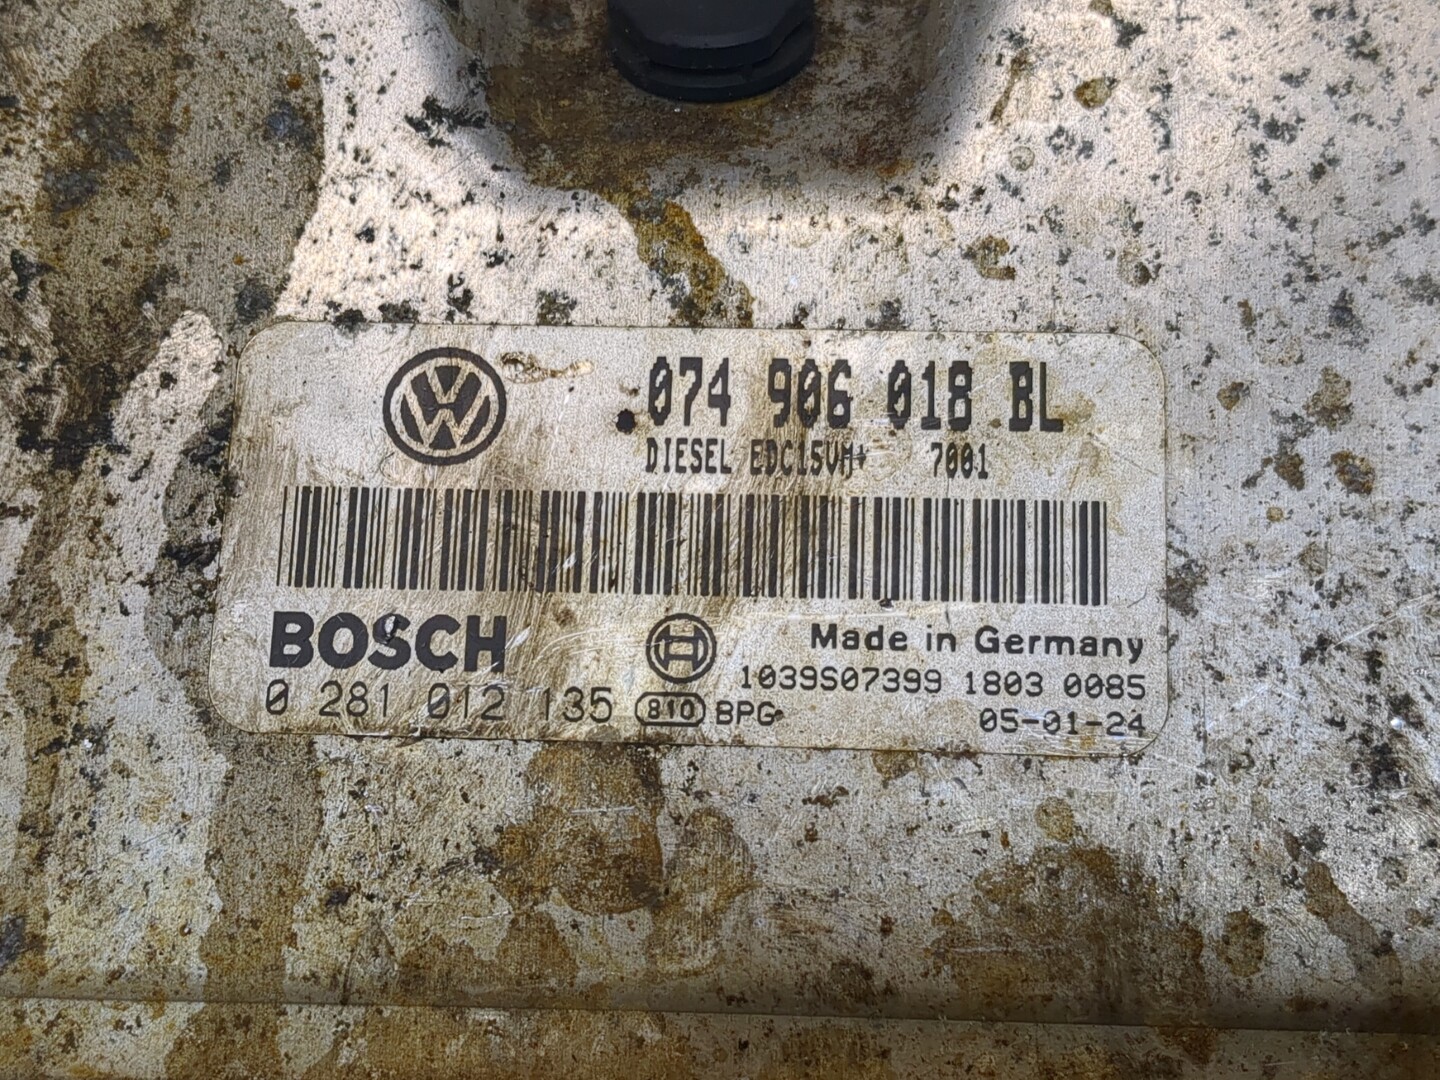 074 906 018 BL
DIESEL EDC15VM+ 7001
BOSCH
Made in Germany
1039S07399 1803 0085
0 281 012 135 810 BPG
05-01-24